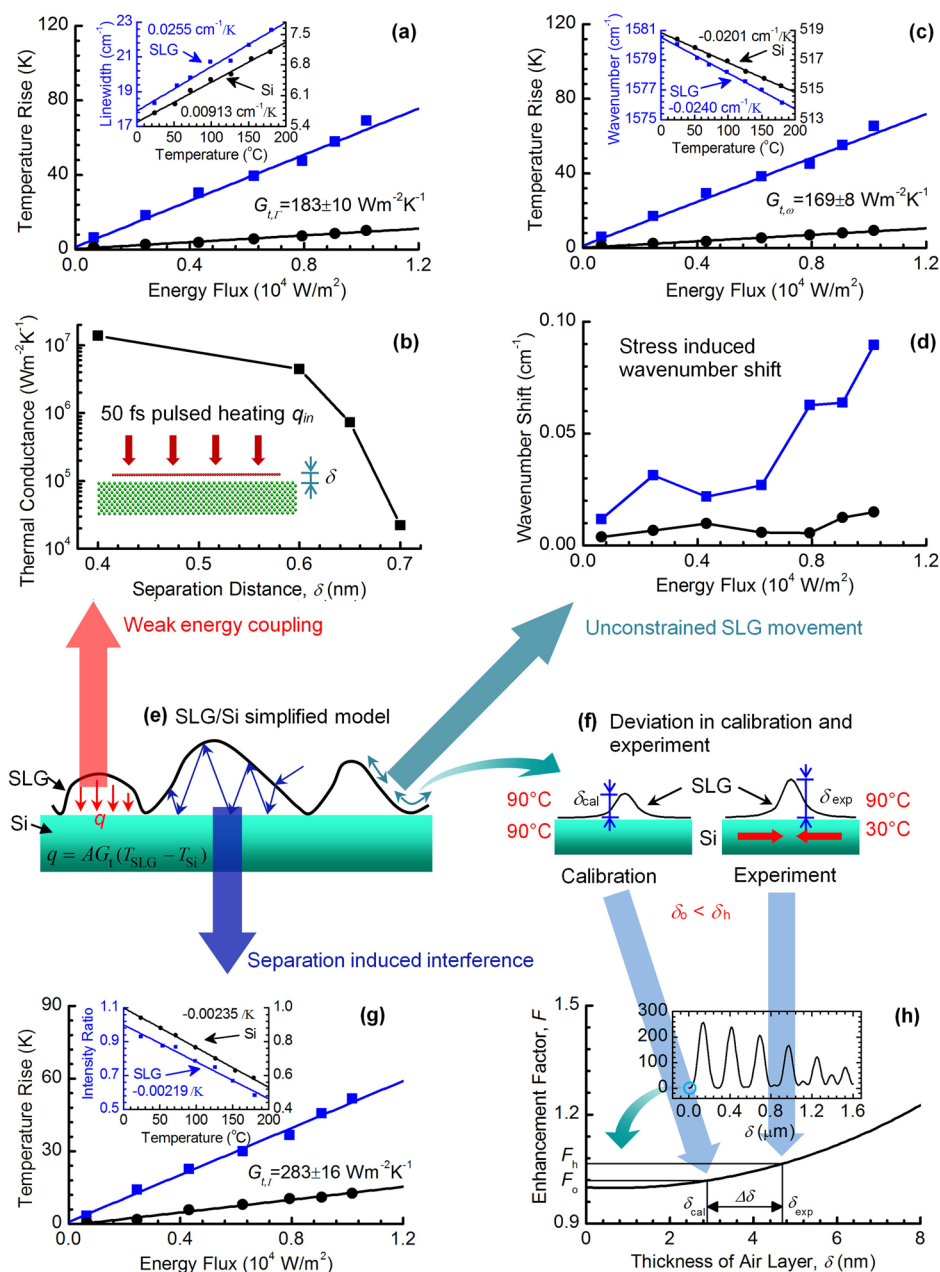 (a)
Temperature Rise (K)
120
80
40
0
0.0 0.4 0.8 1.2
Energy Flux (10⁴ W/m²)
G_t,Γ=183±10 Wm⁻²K⁻¹
Linewidth (cm⁻¹)
23
21
19
17
0.0255 cm⁻¹/K
SLG
Si
0.00913 cm⁻¹/K
7.5
6.8
6.1
5.4
0 50 100 150 200
Temperature (°C)
(c)
Temperature Rise (K)
120
80
40
0
0.0 0.4 0.8 1.2
Energy Flux (10⁴ W/m²)
G_t,ω=169±8 Wm⁻²K⁻¹
Wavenumber (cm⁻¹)
1581
1579
1577
1575
-0.0201 cm⁻¹/K
Si
SLG
-0.0240 cm⁻¹/K
519
517
515
513
0 50 100 150 200
Temperature (°C)
(b)
Thermal Conductance (Wm⁻²K⁻¹)
10⁷
10⁶
10⁵
10⁴
50 fs pulsed heating q_in
δ
0.4 0.5 0.6 0.7
Separation Distance, δ (nm)
(d)
Wavenumber Shift (cm⁻¹)
0.10
0.05
0.00
Stress induced
wavenumber shift
0.0 0.4 0.8 1.2
Energy Flux (10⁴ W/m²)
Weak energy coupling
Unconstrained SLG movement
(e) SLG/Si simplified model
SLG
Si
q
q = AG_t(T_SLG − T_Si)
(f) Deviation in calibration and
experiment
90°C
90°C
δ_cal
SLG
δ_exp
90°C
30°C
Si
Calibration
Experiment
δ_o < δ_h
Separation induced interference
(g)
Temperature Rise (K)
90
60
30
0
0.0 0.4 0.8 1.2
Energy Flux (10⁴ W/m²)
G_t,I=283±16 Wm⁻²K⁻¹
Intensity Ratio
1.1
0.9
0.7
0.5
-0.00235 /K
Si
SLG
-0.00219 /K
1.0
0.8
0.6
0.4
0 50 100 150 200
Temperature (°C)
(h)
Enhancement Factor, F
1.5
1.2
0.9
F_h
F_o
300
200
100
0
0.0 0.4 0.8 1.2 1.6
δ (μm)
δ_cal
Δδ
δ_exp
0 2 4 6 8
Thickness of Air Layer, δ (nm)